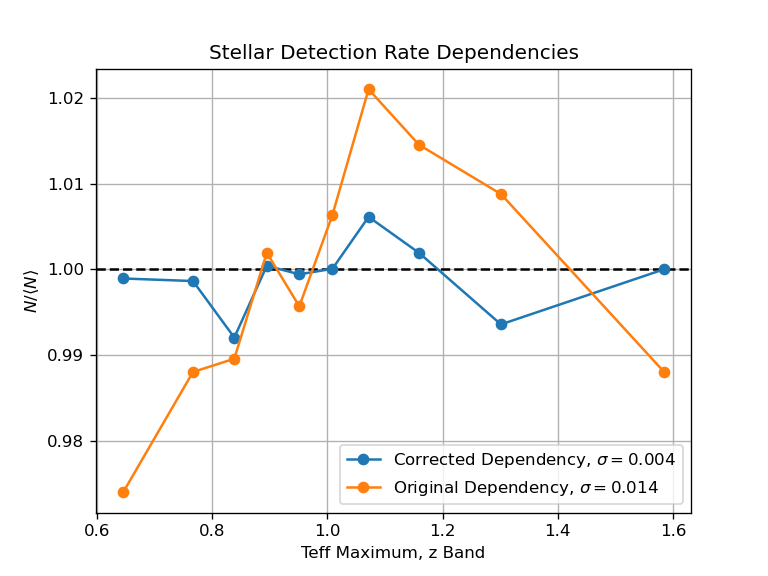 Stellar Detection Rate Dependencies
1.02
1.01
1.00
0.99
0.98
N/⟨N⟩
Corrected Dependency, σ = 0.004
Original Dependency, σ = 0.014
0.6 0.8 1.0 1.2 1.4 1.6
Teff Maximum, z Band